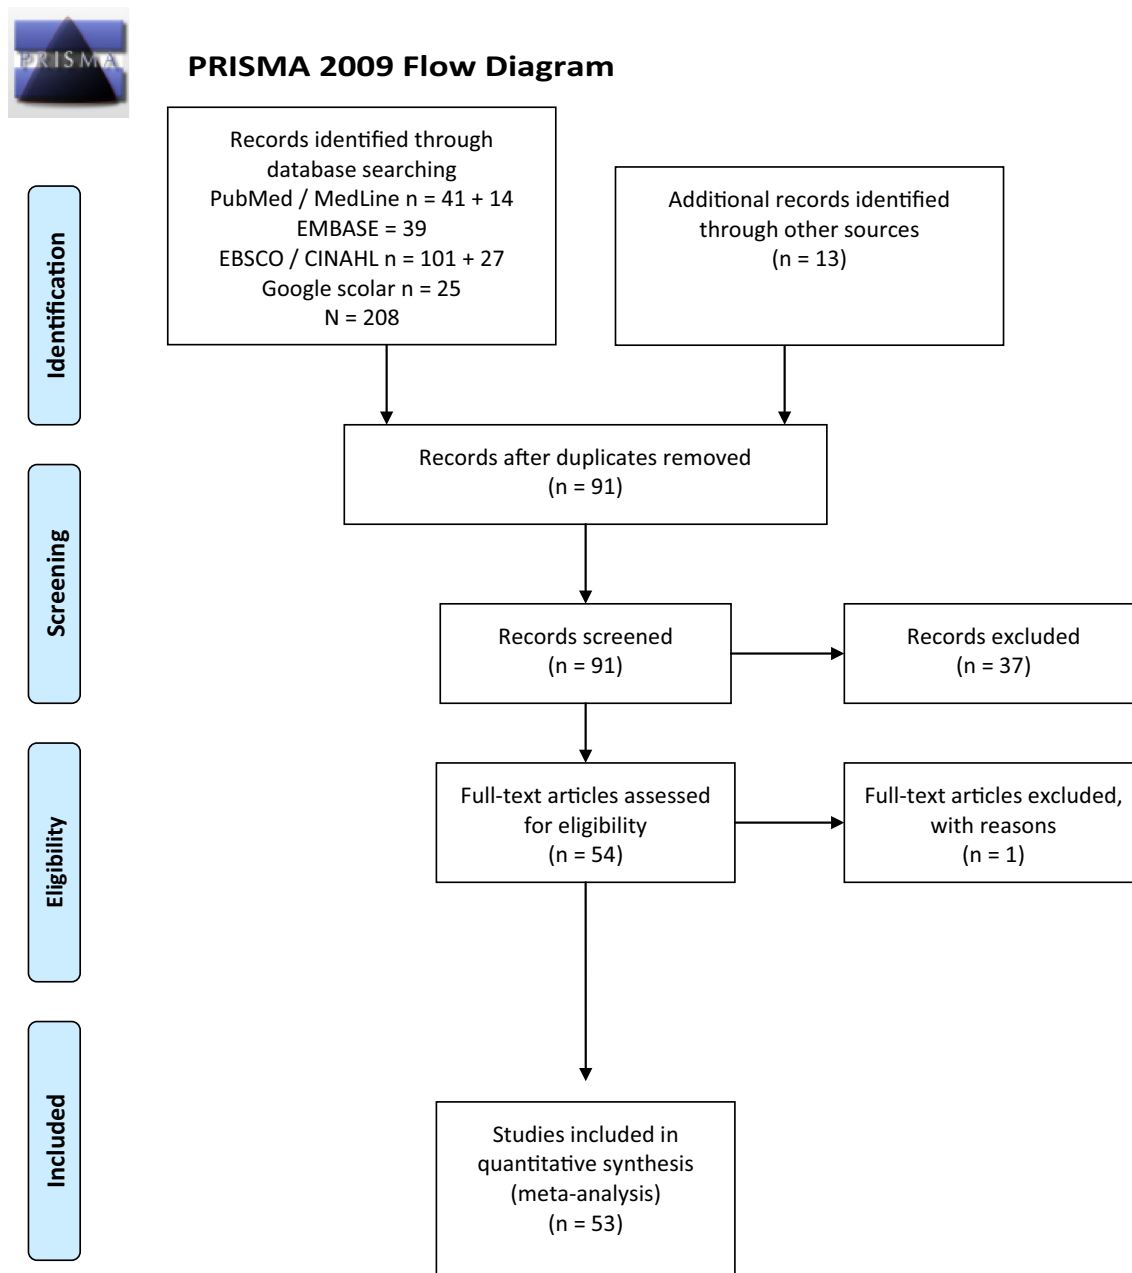 PRISMA
PRISMA 2009 Flow Diagram
Identification
Records identified through
database searching
PubMed / MedLine n = 41 + 14
EMBASE = 39
EBSCO / CINAHL n = 101 + 27
Google scolar n = 25
N = 208
Additional records identified
through other sources
(n = 13)
Records after duplicates removed
(n = 91)
Screening
Records screened
(n = 91)
Records excluded
(n = 37)
Eligibility
Full-text articles assessed
for eligibility
(n = 54)
Full-text articles excluded,
with reasons
(n = 1)
Included
Studies included in
quantitative synthesis
(meta-analysis)
(n = 53)